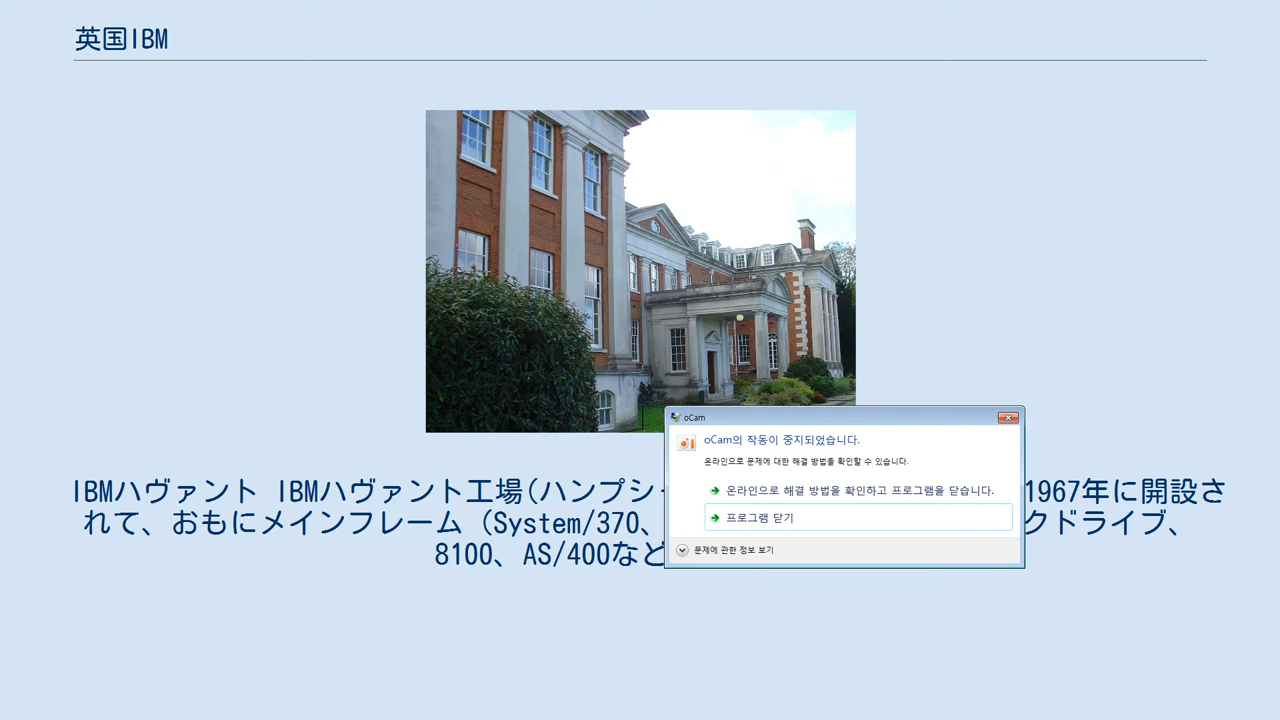 英国IBM
oCam
oCam의 작동이 중지되었습니다.
온라인으로 문제에 대한 해결 방법을 확인할 수 있습니다.
온라인으로 해결 방법을 확인하고 프로그램을 닫습니다.
프로그램 닫기
문제에 관한 정보 보기
IBMハヴァント IBMハヴァント工場(ハンプシ 1967年に開設さ
れて、おもにメインフレーム（System/370、 クドライブ、
8100、AS/400など